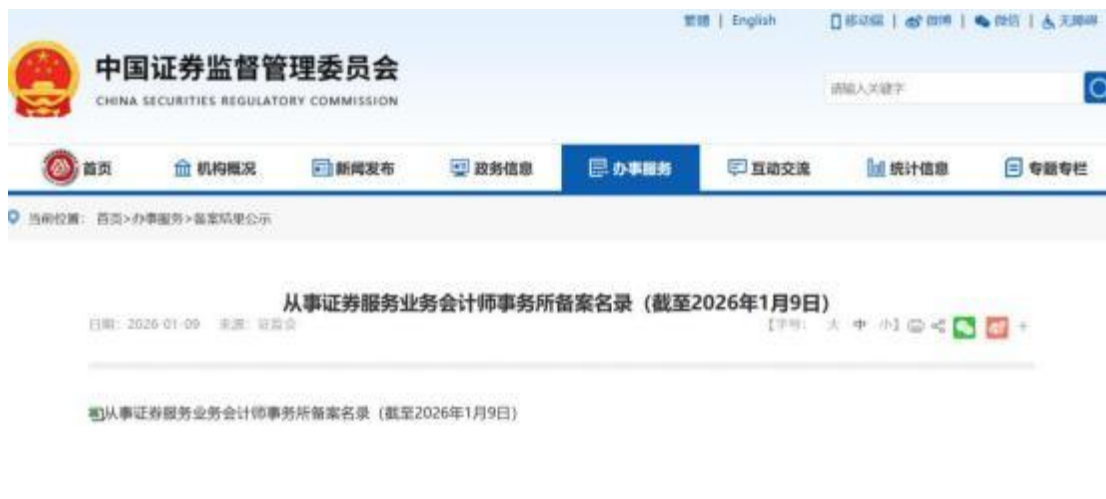 繁體 | English 移动端 | 微博 | 微信 | 无障碍
中国证券监督管理委员会
CHINA SECURITIES REGULATORY COMMISSION
请输入关键字
首页 机构概况 新闻发布 政务信息 办事服务 互动交流 统计信息 专题专栏
当前位置： 首页>办事服务>备案结果公示
从事证券服务业务会计师事务所备案名录（截至2026年1月9日）
日期：2026-01-09 来源：证监会 【字号： 大 中 小】
从事证券服务业务会计师事务所备案名录（截至2026年1月9日）